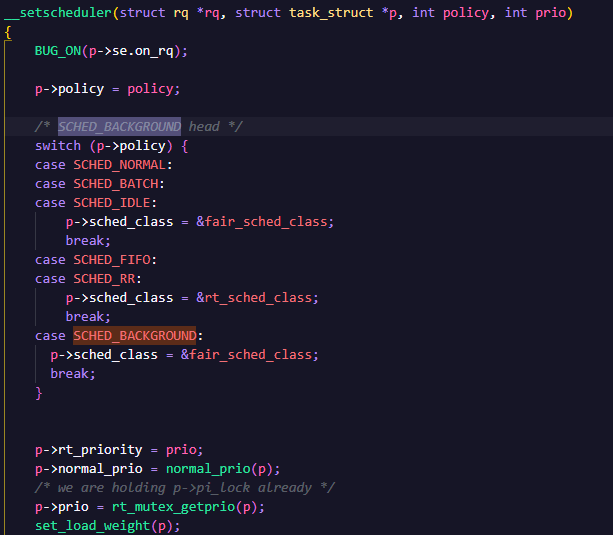 __setscheduler(struct rq *rq, struct task_struct *p, int policy, int prio)
{
    BUG_ON(p->se.on_rq);

    p->policy = policy;

    /* SCHED_BACKGROUND head */
    switch (p->policy) {
    case SCHED_NORMAL:
    case SCHED_BATCH:
    case SCHED_IDLE:
        p->sched_class = &fair_sched_class;
        break;
    case SCHED_FIFO:
    case SCHED_RR:
        p->sched_class = &rt_sched_class;
        break;
    case SCHED_BACKGROUND:
      p->sched_class = &fair_sched_class;
      break;
    }


    p->rt_priority = prio;
    p->normal_prio = normal_prio(p);
    /* we are holding p->pi_lock already */
    p->prio = rt_mutex_getprio(p);
    set_load_weight(p);